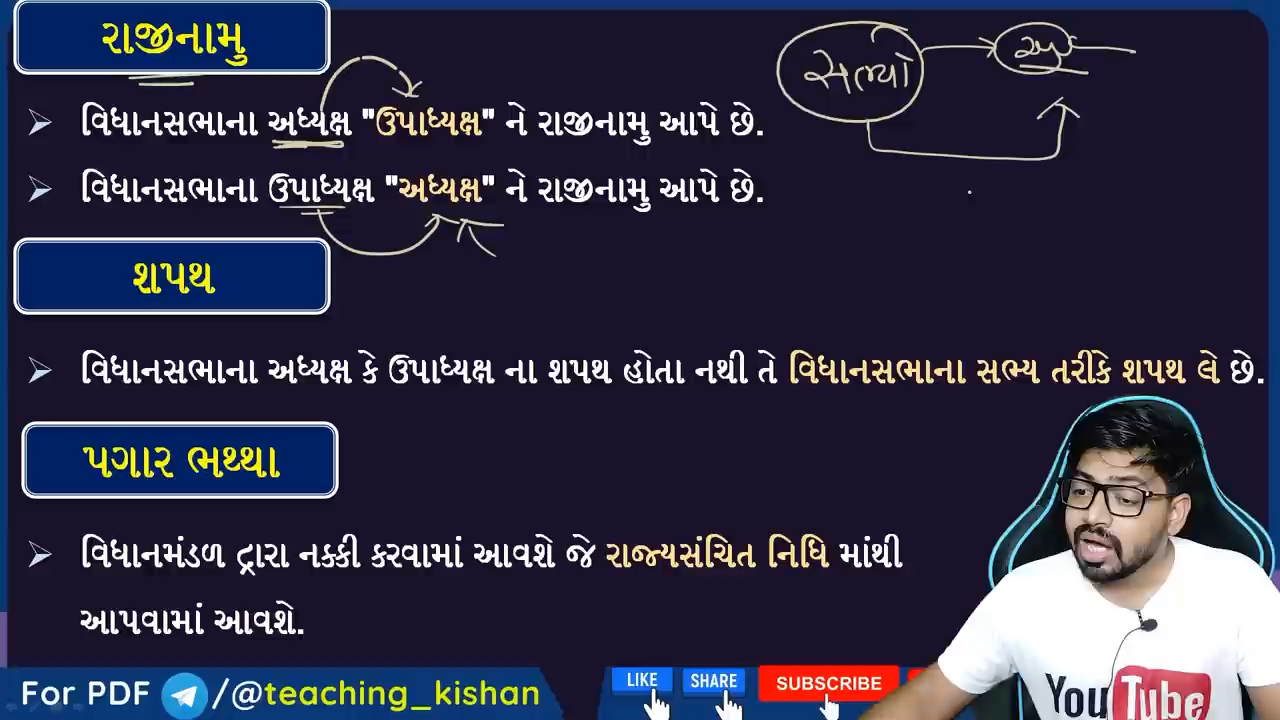 રાજીનામુ
સભ્યો
વિધાનસભાના અધ્યક્ષ "ઉપાધ્યક્ષ" ને રાજીનામુ આપે છે.
વિધાનસભાના ઉપાધ્યક્ષ "અધ્યક્ષ" ને રાજીનામુ આપે છે.
શપથ
વિધાનસભાના અધ્યક્ષ કે ઉપાધ્યક્ષ ના શપથ હોતા નથી તે વિધાનસભાના સભ્ય તરીકે શપથ લે છે.
પગાર ભથ્થા
વિધાનમંડળ દ્વારા નક્કી કરવામાં આવશે જે રાજ્યસંચિત નિધિ માંથી
આપવામાં આવશે.
For PDF /@teaching_kishan
LIKE SHARE SUBSCRIBE
You Tube